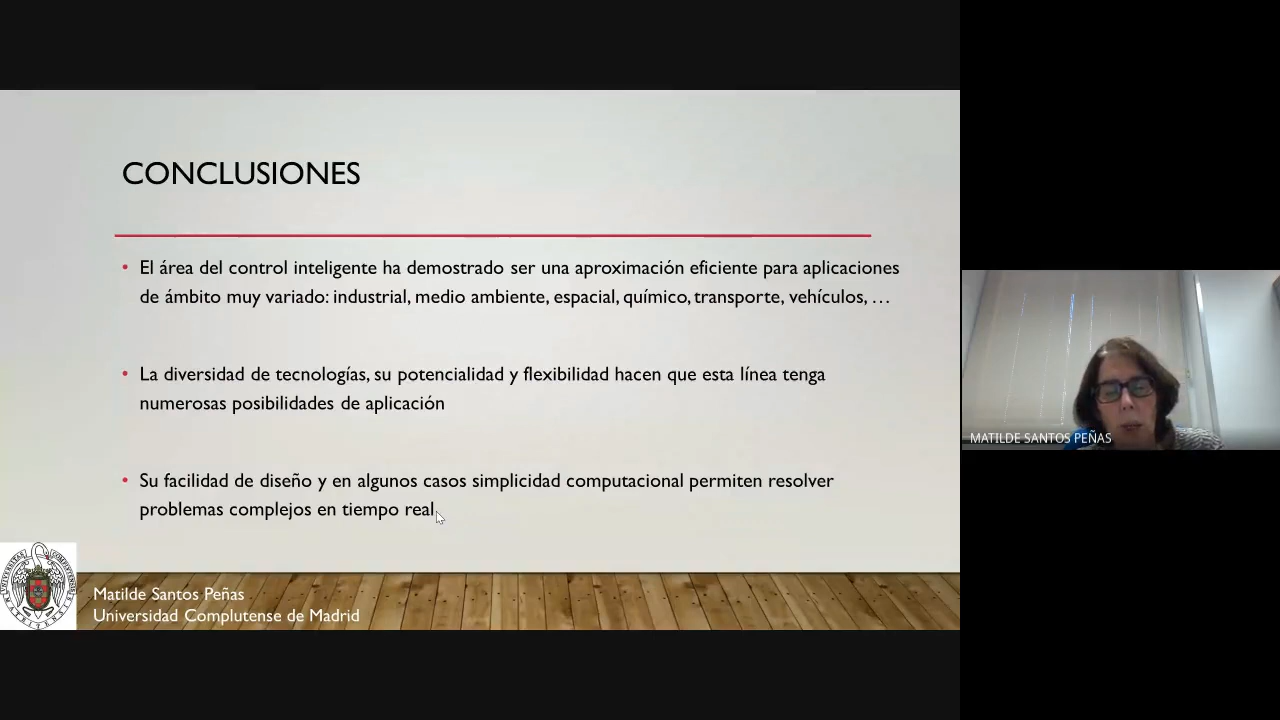 CONCLUSIONES
• El área del control inteligente ha demostrado ser una aproximación eficiente para aplicaciones
de ámbito muy variado: industrial, medio ambiente, espacial, químico, transporte, vehículos, …
• La diversidad de tecnologías, su potencialidad y flexibilidad hacen que esta línea tenga
numerosas posibilidades de aplicación
• Su facilidad de diseño y en algunos casos simplicidad computacional permiten resolver
problemas complejos en tiempo real
Matilde Santos Peñas
Universidad Complutense de Madrid
MATILDE SANTOS PEÑAS